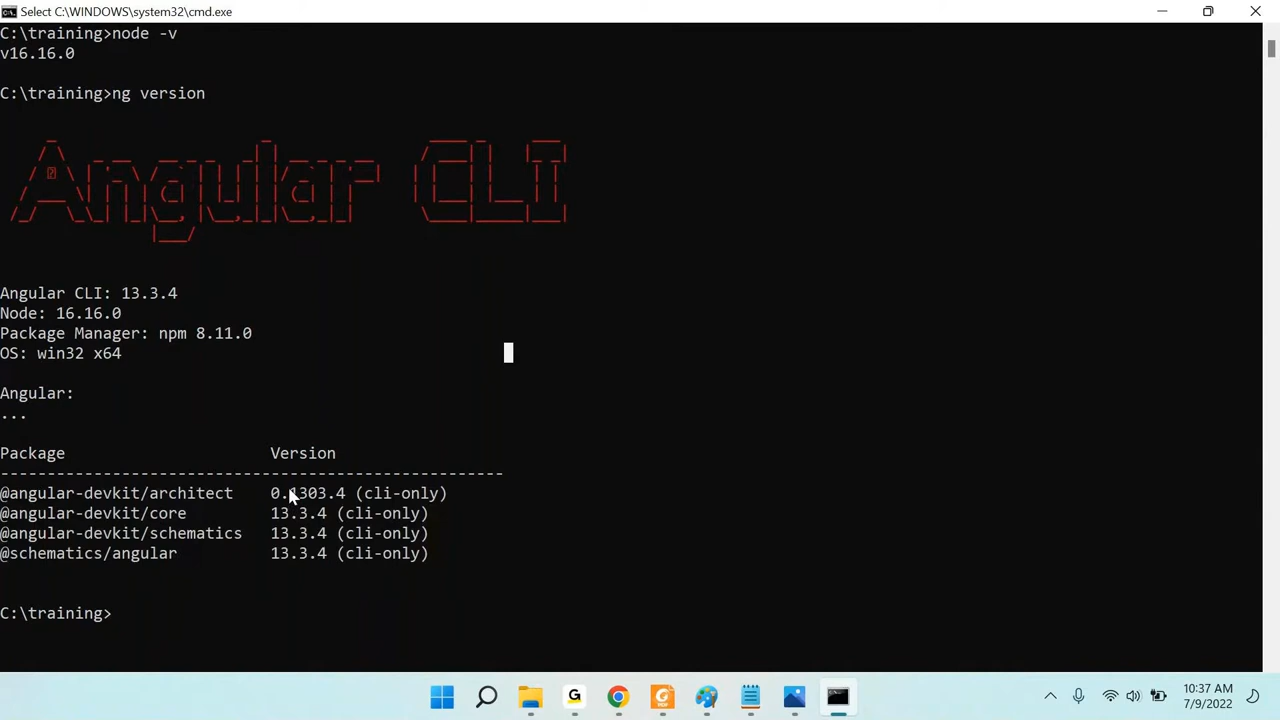 Select C:\WINDOWS\system32\cmd.exe
C:\training>node -v
v16.16.0
C:\training>ng version
Angular CLI
Angular CLI: 13.3.4
Node: 16.16.0
Package Manager: npm 8.11.0
OS: win32 x64
Angular:
...
Package Version
------------------------------------------------------
@angular-devkit/architect 0.1303.4 (cli-only)
@angular-devkit/core 13.3.4 (cli-only)
@angular-devkit/schematics 13.3.4 (cli-only)
@schematics/angular 13.3.4 (cli-only)
C:\training>
10:37 AM
7/9/2022